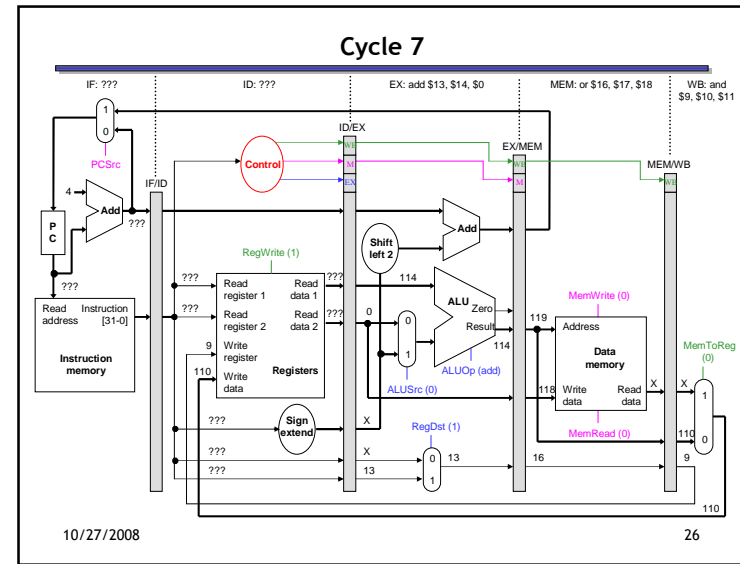 Cycle 7
IF: ???
ID: ???
EX: add $13, $14, $0
MEM: or $16, $17, $18
WB: and
$9, $10, $11
1
0
PCSrc
4
Add
???
P
C
???
IF/ID
Control
ID/EX
WB
M
EX
EX/MEM
WB
M
MEM/WB
WB
Add
Shift
left 2
RegWrite (1)
Read
address
Instruction
[31-0]
Instruction
memory
???
???
9
110
Read
register 1
Read
data 1
Read
register 2
Read
data 2
Write
register
Write
data
Registers
???
???
114
0
0
1
ALUSrc (0)
ALU
Zero
Result
114
ALUOp (add)
119
118
MemWrite (0)
Address
Data
memory
Write
data
Read
data
MemRead (0)
X
X
MemToReg
(0)
1
0
110
???
Sign
extend
X
???
X
???
13
RegDst (1)
0
1
13
16
9
110
10/27/2008
26